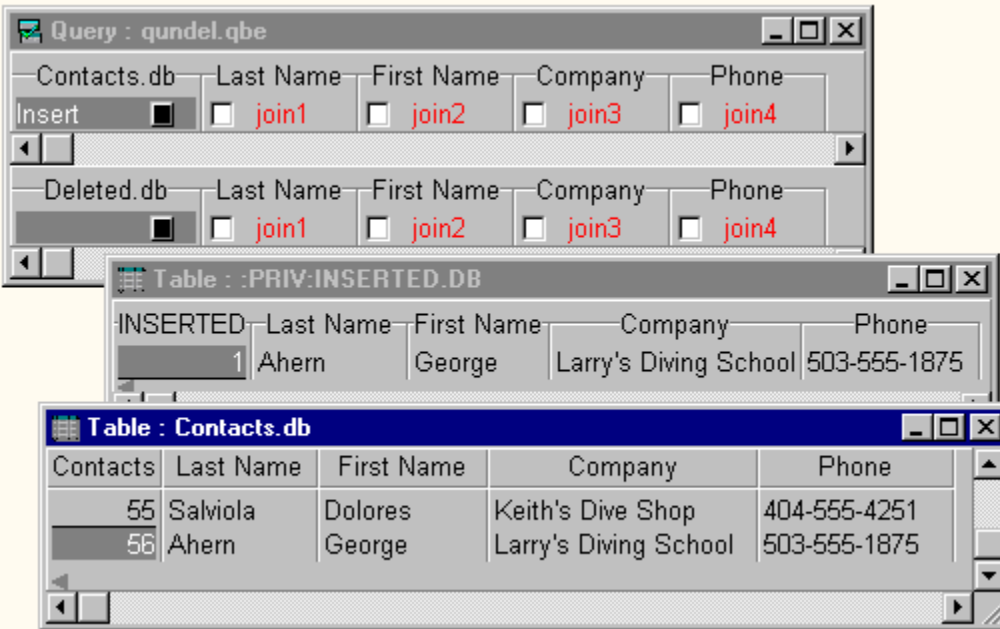 Query : qundel.qbe
Contacts.db Last Name First Name Company Phone
Insert join1 join2 join3 join4
Deleted.db Last Name First Name Company Phone
join1 join2 join3 join4
Table : :PRIV:INSERTED.DB
INSERTED Last Name First Name Company Phone
1 Ahern George Larry's Diving School 503-555-1875
Table : Contacts.db
Contacts Last Name First Name Company Phone
55 Salviola Dolores Keith's Dive Shop 404-555-4251
56 Ahern George Larry's Diving School 503-555-1875